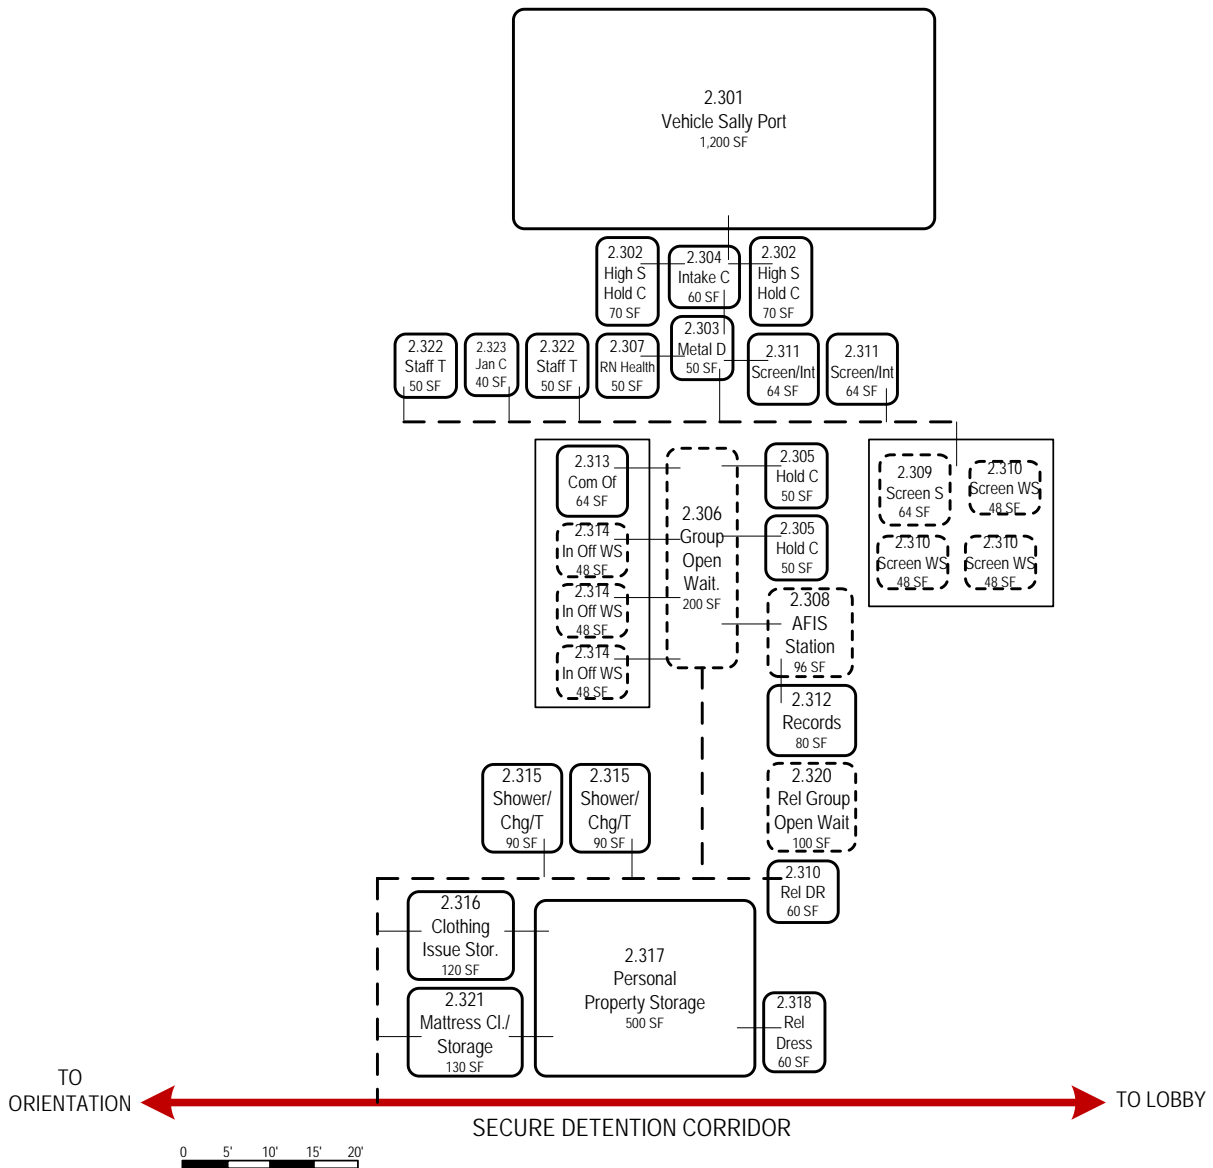 2.301
Vehicle Sally Port
1,200 SF
2.302
High S
Hold C
70 SF
2.304
Intake C
60 SF
2.302
High S
Hold C
70 SF
2.322
Staff T
50 SF
2.323
Jan C
40 SF
2.322
Staff T
50 SF
2.307
RN Health
50 SF
2.303
Metal D
50 SF
2.311
Screen/Int
64 SF
2.311
Screen/Int
64 SF
2.313
Com Of
64 SF
2.314
In Off WS
48 SF
2.314
In Off WS
48 SF
2.314
In Off WS
48 SF
2.306
Group
Open
Wait.
200 SF
2.305
Hold C
50 SF
2.305
Hold C
50 SF
2.308
AFIS
Station
96 SF
2.312
Records
80 SF
2.309
Screen S
64 SF
2.310
Screen WS
48 SF
2.310
Screen WS
48 SF
2.310
Screen WS
48 SF
2.315
Shower/
Chg/T
90 SF
2.315
Shower/
Chg/T
90 SF
2.320
Rel Group
Open Wait
100 SF
2.310
Rel DR
60 SF
2.316
Clothing
Issue Stor.
120 SF
2.317
Personal
Property Storage
500 SF
2.321
Mattress Cl./
Storage
130 SF
2.318
Rel
Dress
60 SF
TO
ORIENTATION
TO LOBBY
SECURE DETENTION CORRIDOR
0 5' 10' 15' 20'